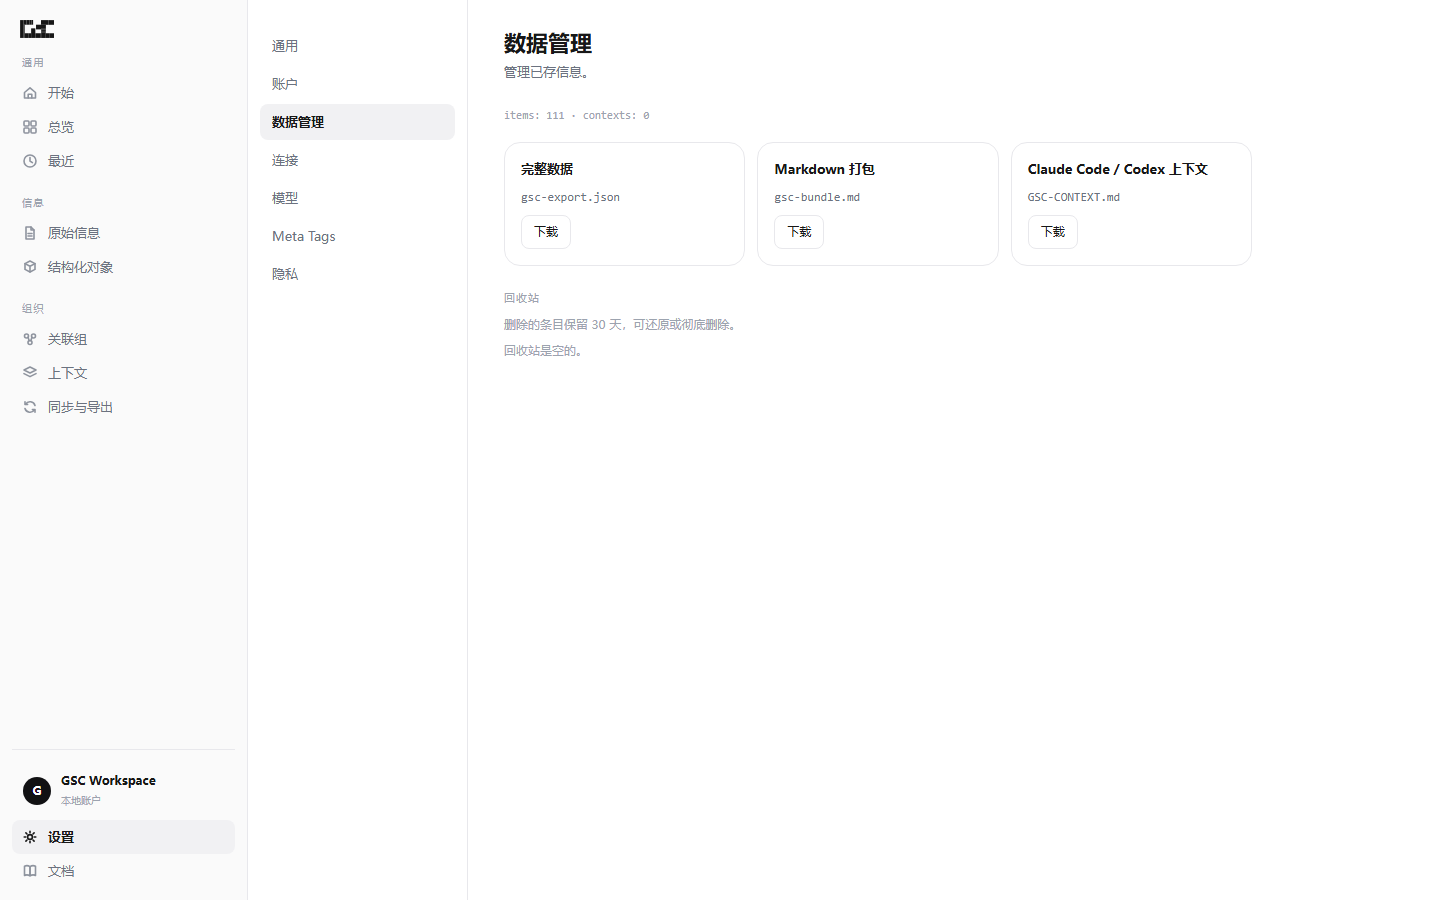 GSC
通用
开始
总览
最近
信息
原始信息
结构化对象
组织
关联组
上下文
同步与导出
G
GSC Workspace
本地账户
设置
文档
通用
账户
数据管理
连接
模型
Meta Tags
隐私
数据管理
管理已存信息。
items: 111 · contexts: 0
完整数据
gsc-export.json
下载
Markdown 打包
gsc-bundle.md
下载
Claude Code / Codex 上下文
GSC-CONTEXT.md
下载
回收站
删除的条目保留 30 天，可还原或彻底删除。
回收站是空的。